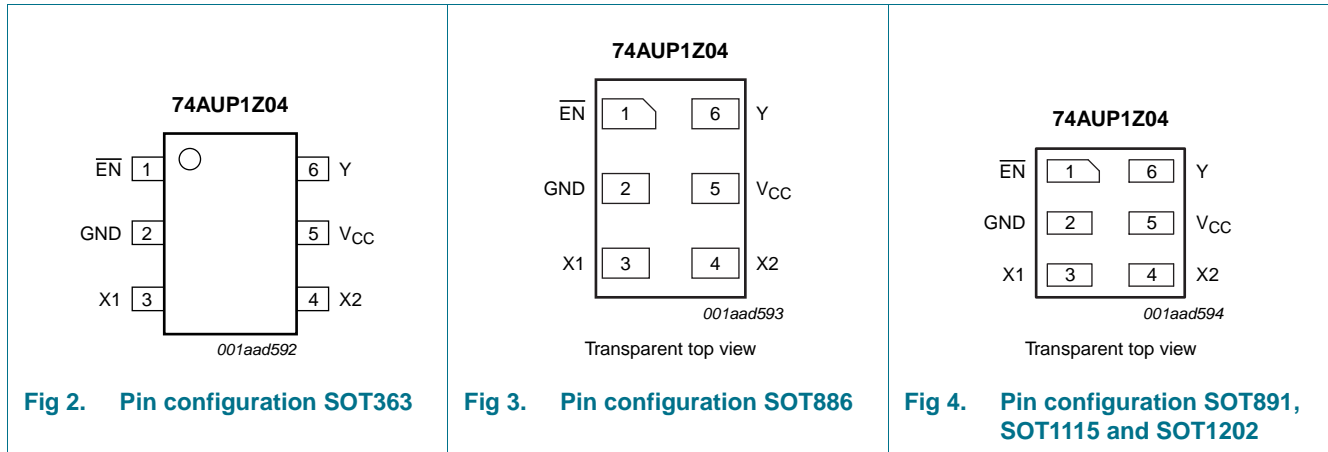 74AUP1Z04
EN 1 6 Y
GND 2 5 VCC
X1 3 4 X2
001aad592
Fig 2. Pin configuration SOT363
74AUP1Z04
EN 1 6 Y
GND 2 5 VCC
X1 3 4 X2
001aad593
Transparent top view
Fig 3. Pin configuration SOT886
74AUP1Z04
EN 1 6 Y
GND 2 5 VCC
X1 3 4 X2
001aad594
Transparent top view
Fig 4. Pin configuration SOT891,
SOT1115 and SOT1202